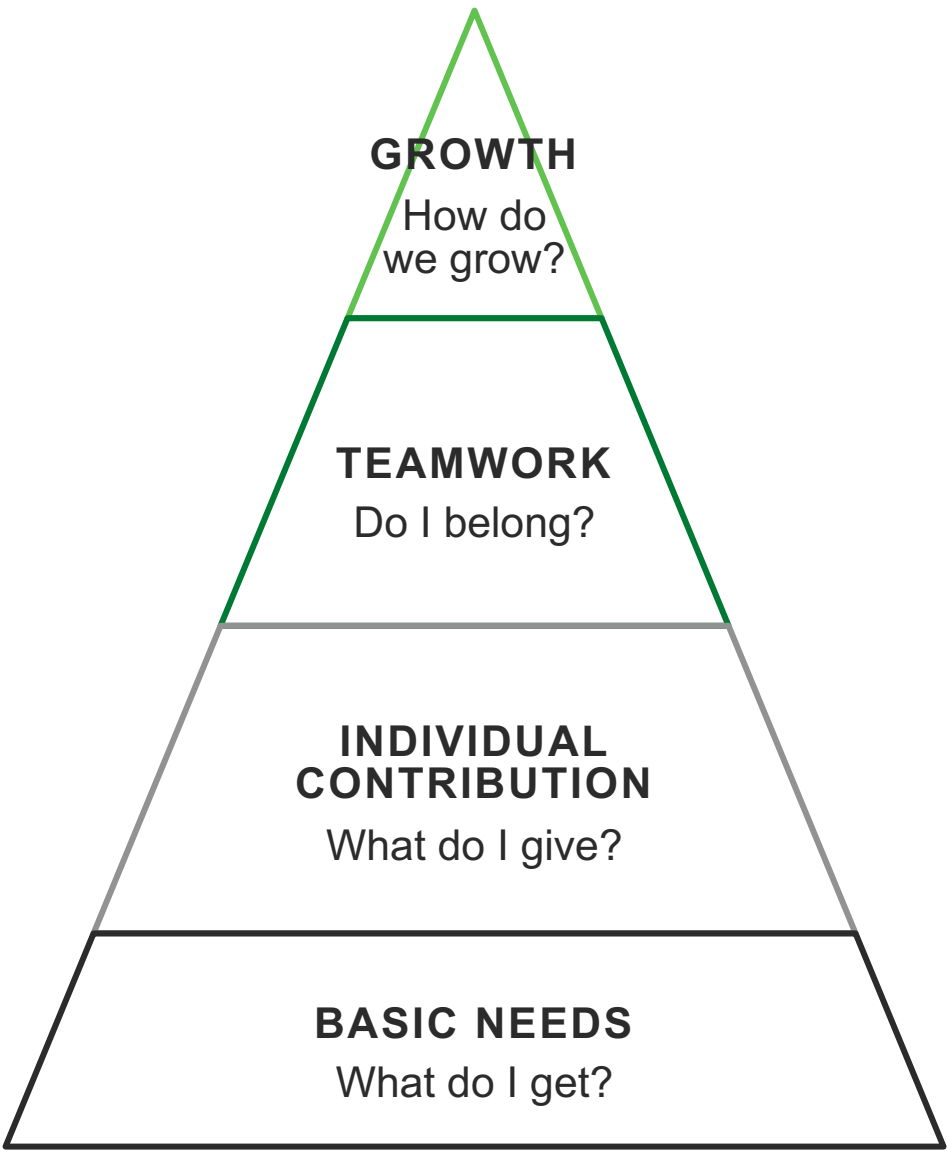 GROWTH
How do
we grow?
TEAMWORK
Do I belong?
INDIVIDUAL
CONTRIBUTION
What do I give?
BASIC NEEDS
What do I get?